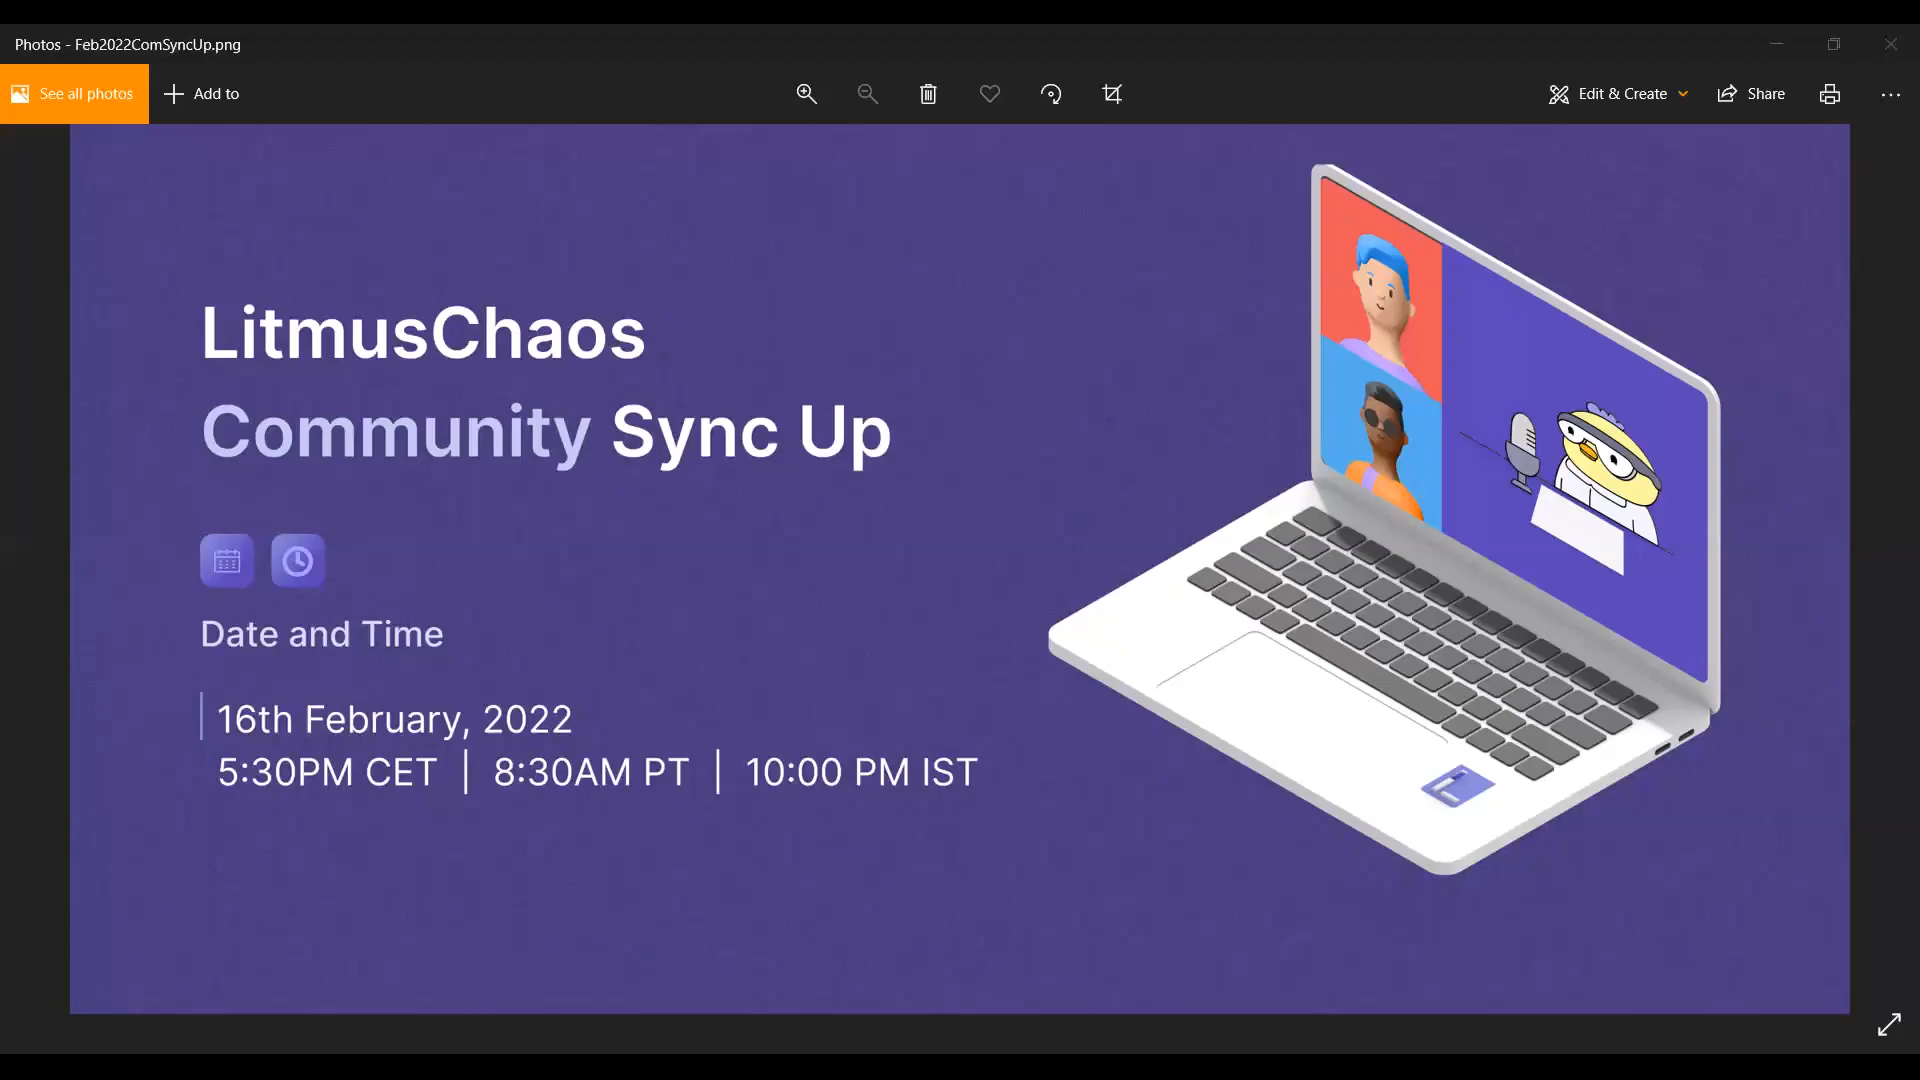 Photos - Feb2022ComSyncUp.png
See all photos
Add to
Edit & Create
Share
LitmusChaos
Community Sync Up
Date and Time
16th February, 2022
5:30PM CET | 8:30AM PT | 10:00 PM IST